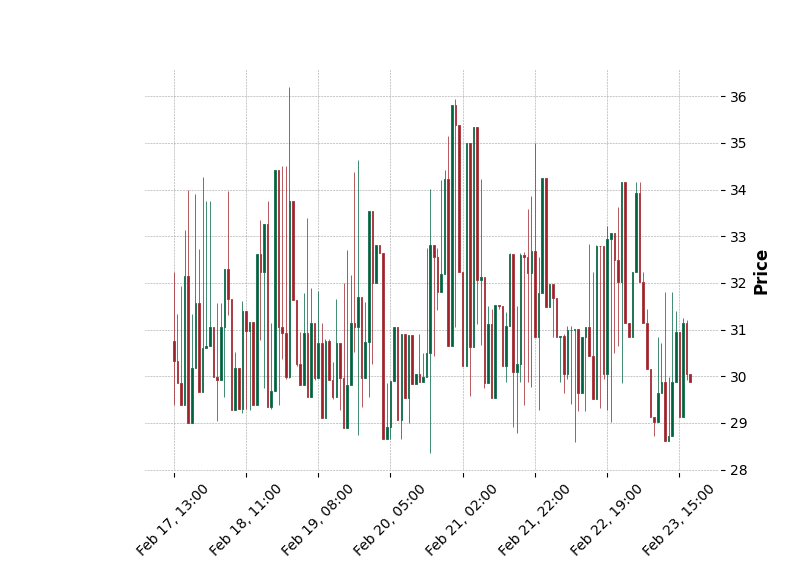 36
35
34
33
32
31
30
29
28
Price
Feb 17, 13:00
Feb 18, 11:00
Feb 19, 08:00
Feb 20, 05:00
Feb 21, 02:00
Feb 21, 22:00
Feb 22, 19:00
Feb 23, 15:00